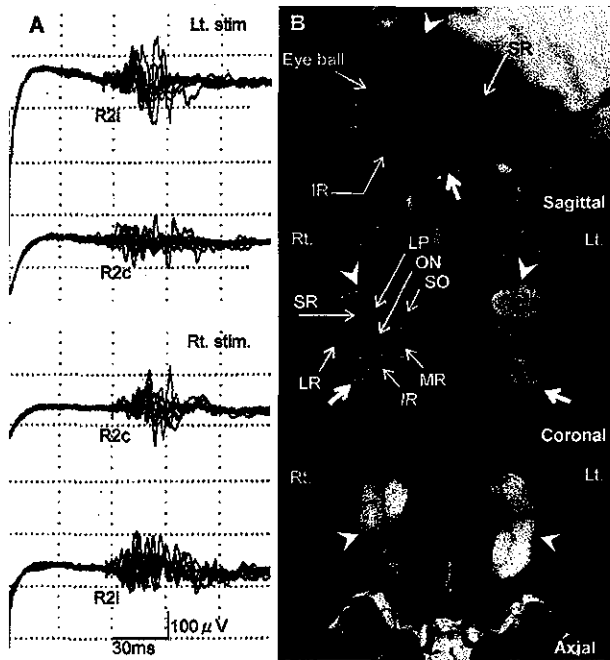 A
Lt. stim
R2i
R2c
Rt. stim.
R2c
R2i
100 μV
30ms
B
SR
Eye ball
IR
Sagittal
Rt.
Lt.
LP
ON
SO
SR
LR
MR
IR
Coronal
Rt.
Lt.
Axial